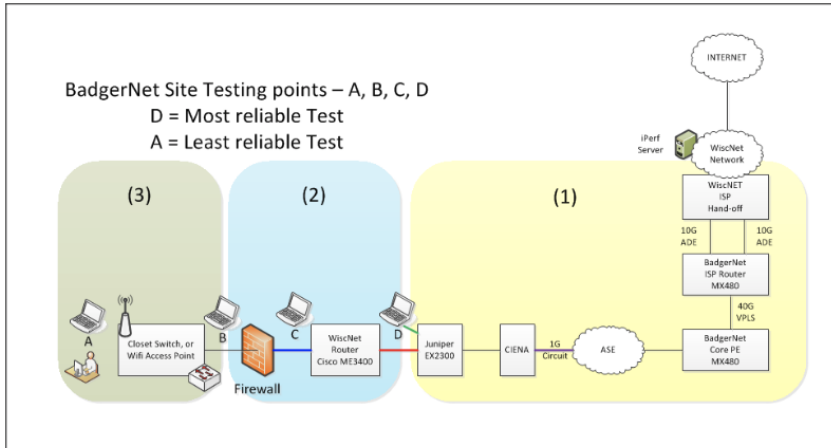 BadgerNet Site Testing points – A, B, C, D
D = Most reliable Test
A = Least reliable Test
INTERNET
iPerf
Server
WiscNet
Network
(3)
(2)
(1)
WiscNET
ISP
Hand-off
10G
ADE
10G
ADE
BadgerNet
ISP Router
MX480
40G
VPLS
A
B
C
D
Closet Switch, or
Wifi Access Point
Firewall
WiscNet
Router
Cisco ME3400
Juniper
EX2300
CIENA
1G
Circuit
ASE
BadgerNet
Core PE
MX480